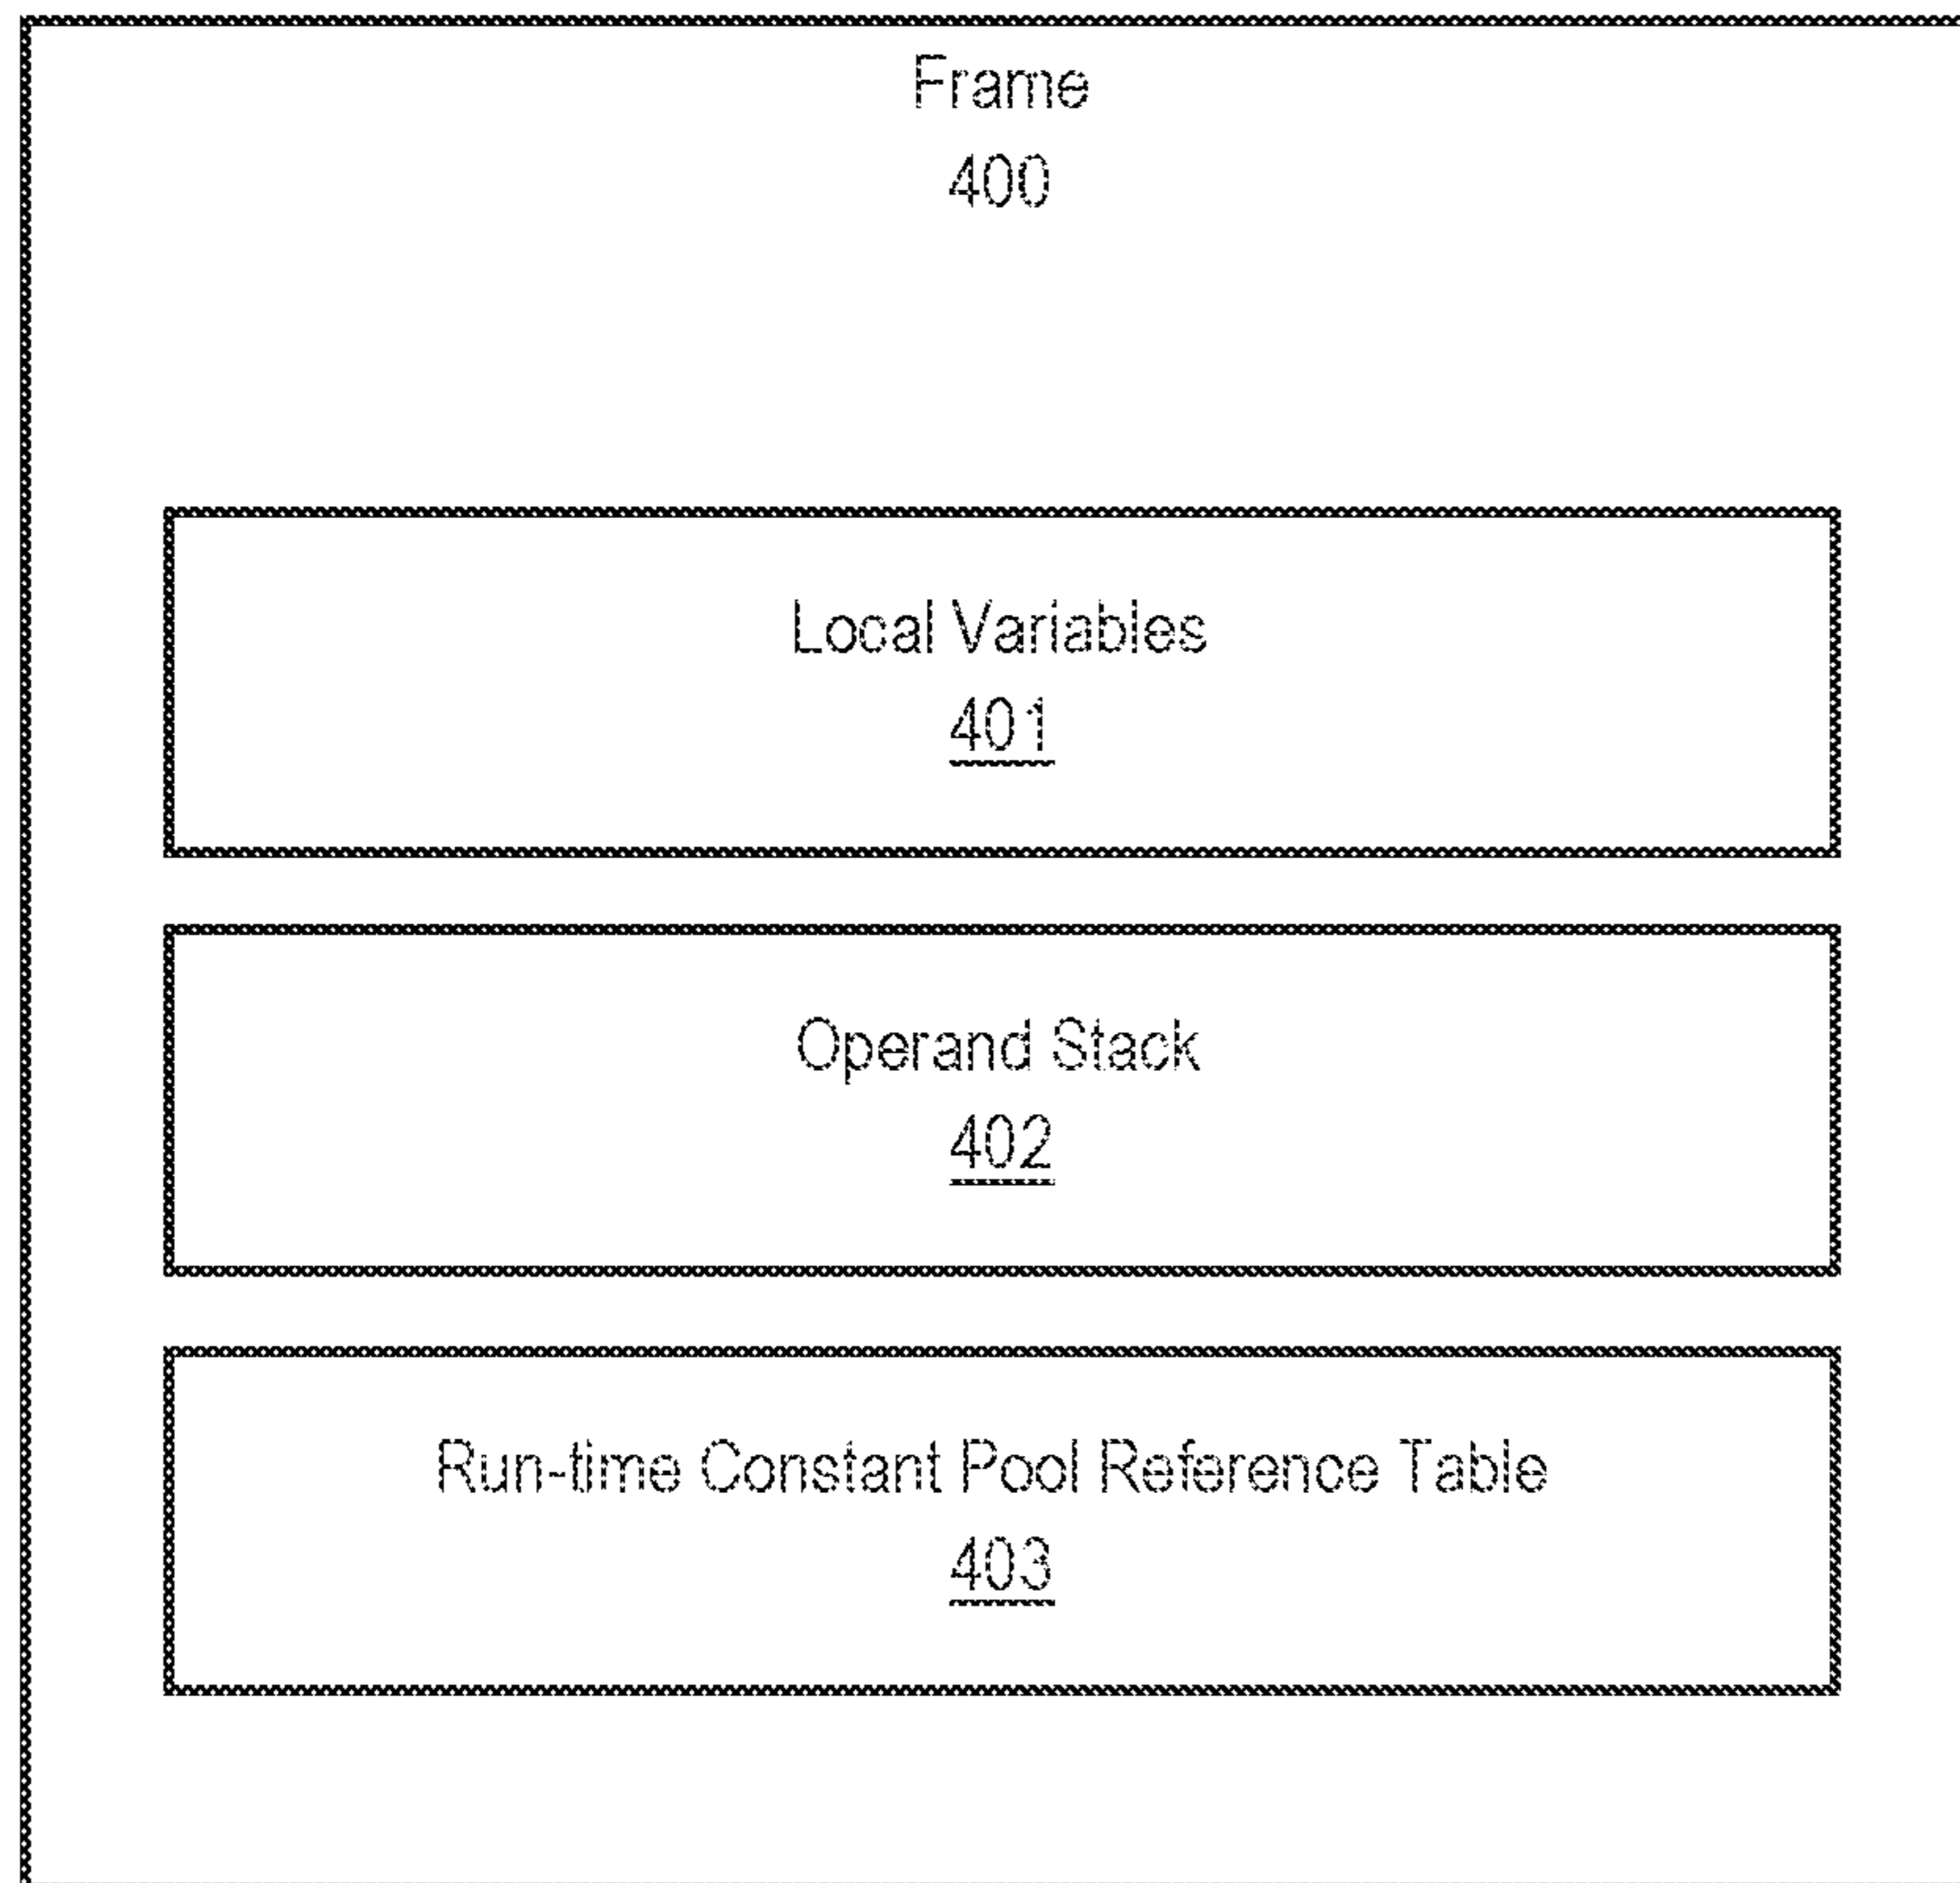 Frame
400
Local Variables
401
Operand Stack
402
Run-time Constant Pool Reference Table
403